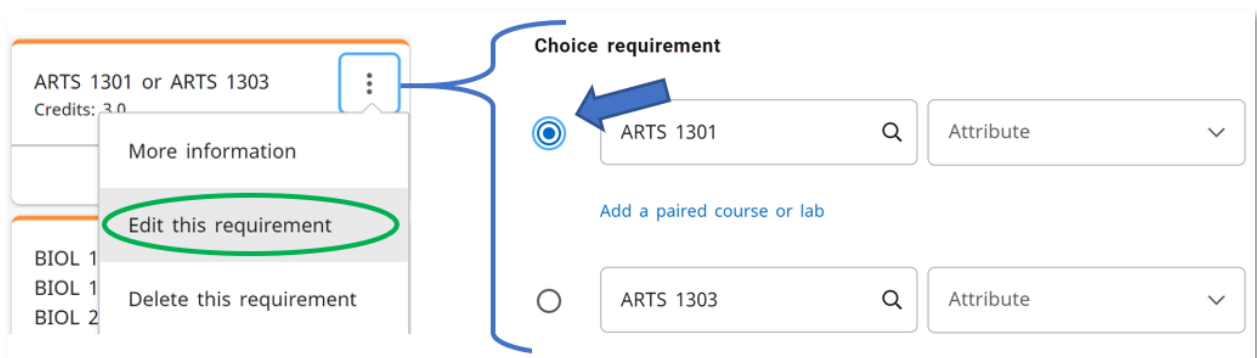 ARTS 1301 or ARTS 1303
Credits: 3.0
More information
Edit this requirement
Delete this requirement
BIOL 1
BIOL 1
BIOL 2
Choice requirement
ARTS 1301
Attribute
Add a paired course or lab
ARTS 1303
Attribute